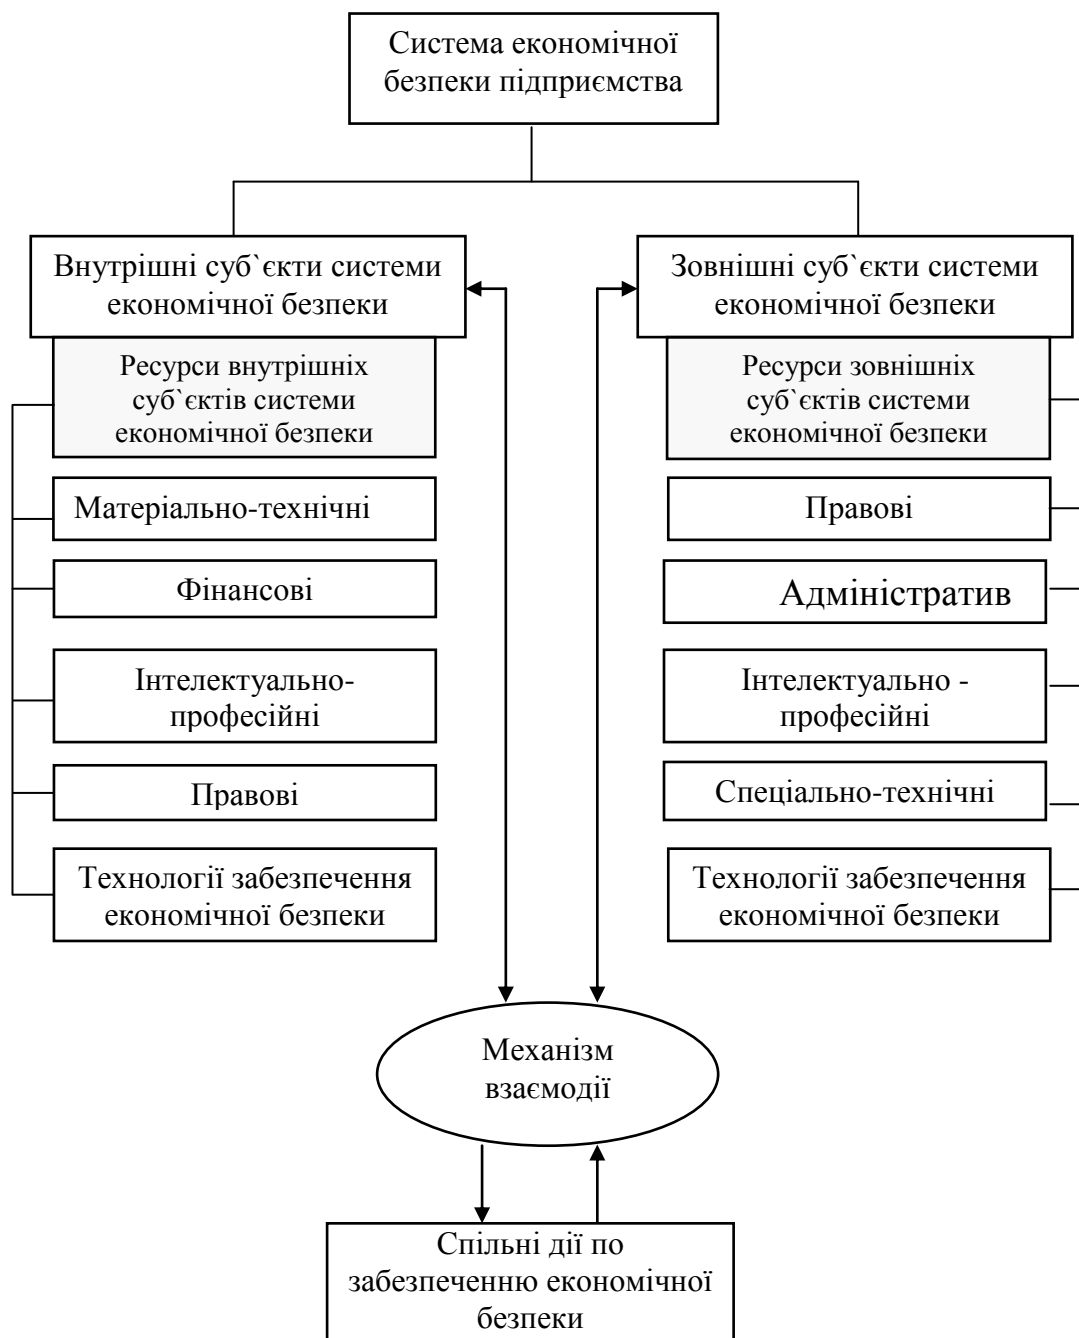 Система економічної
безпеки підприємства
Внутрішні суб`єкти системи
економічної безпеки
Ресурси внутрішніх
суб`єктів системи
економічної безпеки
Матеріально-технічні
Фінансові
Інтелектуально-
професійні
Правові
Технології забезпечення
економічної безпеки
Зовнішні суб`єкти системи
економічної безпеки
Ресурси зовнішніх
суб`єктів системи
економічної безпеки
Правові
Адміністратив
Інтелектуально -
професійні
Спеціально-технічні
Технології забезпечення
економічної безпеки
Механізм
взаємодії
Спільні дії по
забезпеченню економічної
безпеки